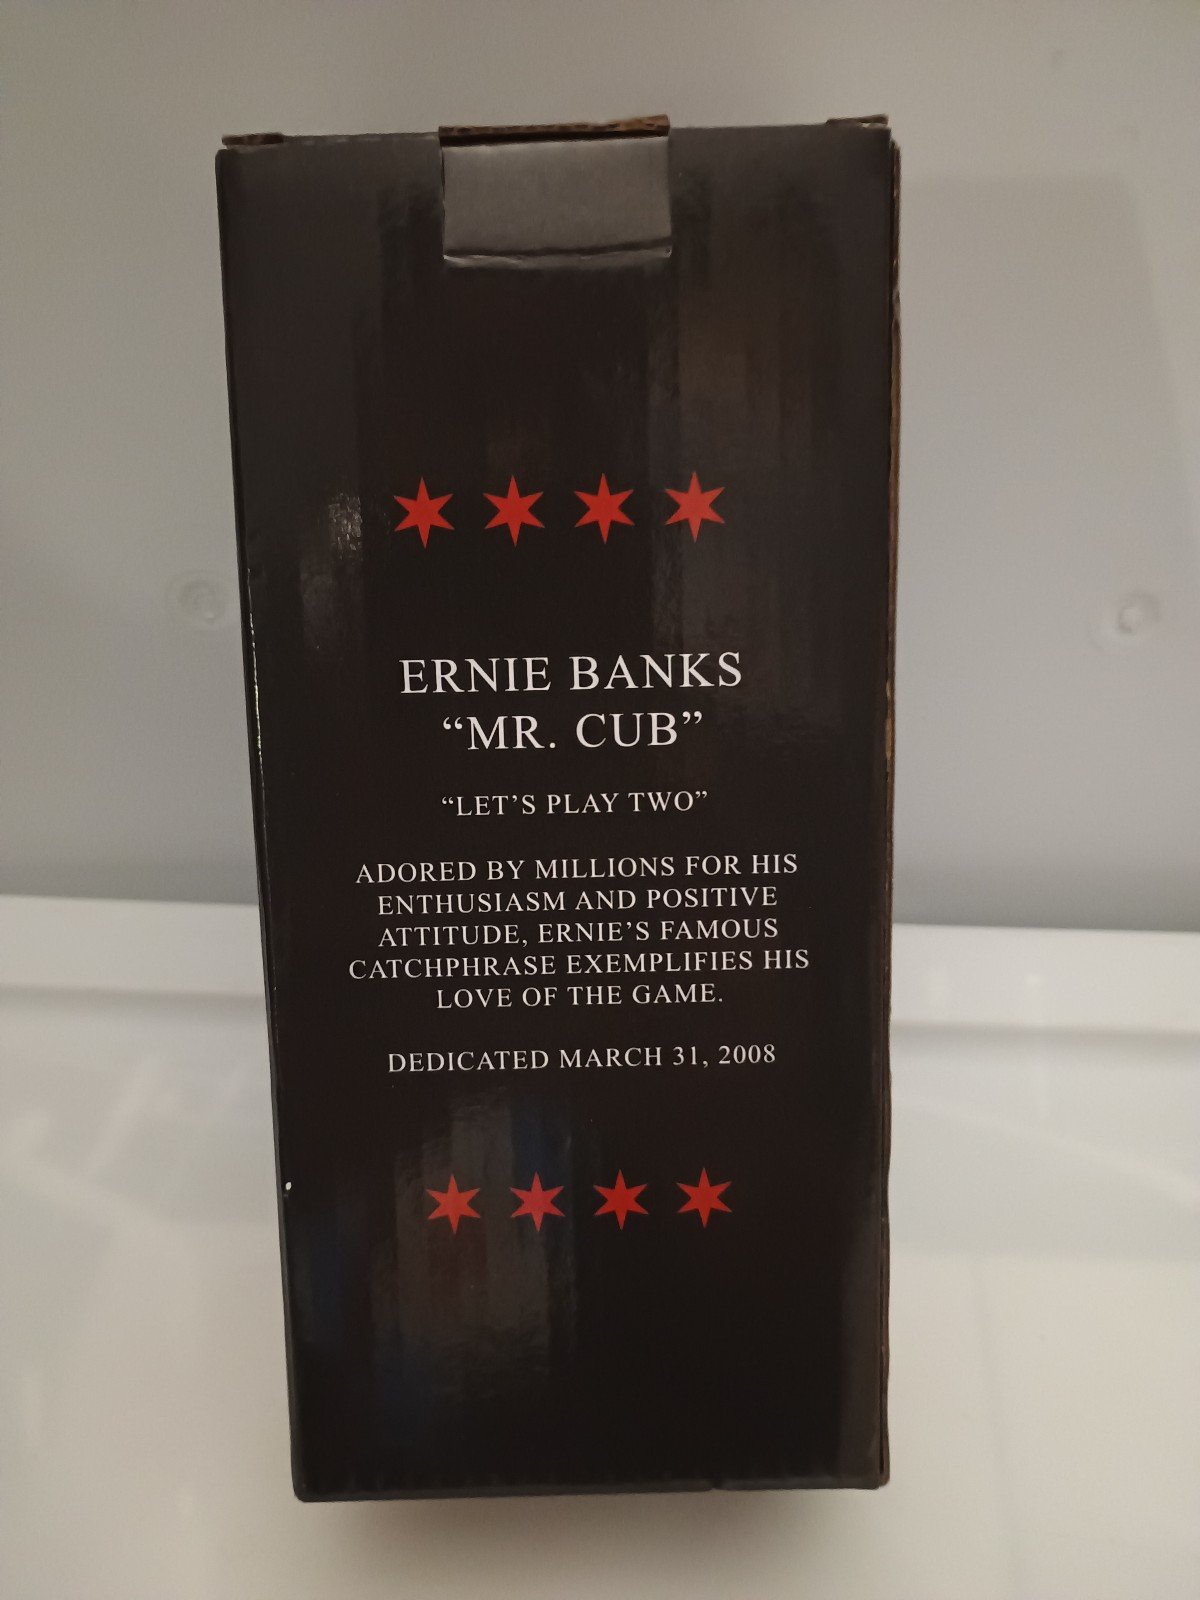 ERNIE BANKS
“MR. CUB”
“LET’S PLAY TWO”
ADORED BY MILLIONS FOR HIS
ENTHUSIASM AND POSITIVE
ATTITUDE, ERNIE’S FAMOUS
CATCHPHRASE EXEMPLIFIES HIS
LOVE OF THE GAME.
DEDICATED MARCH 31, 2008